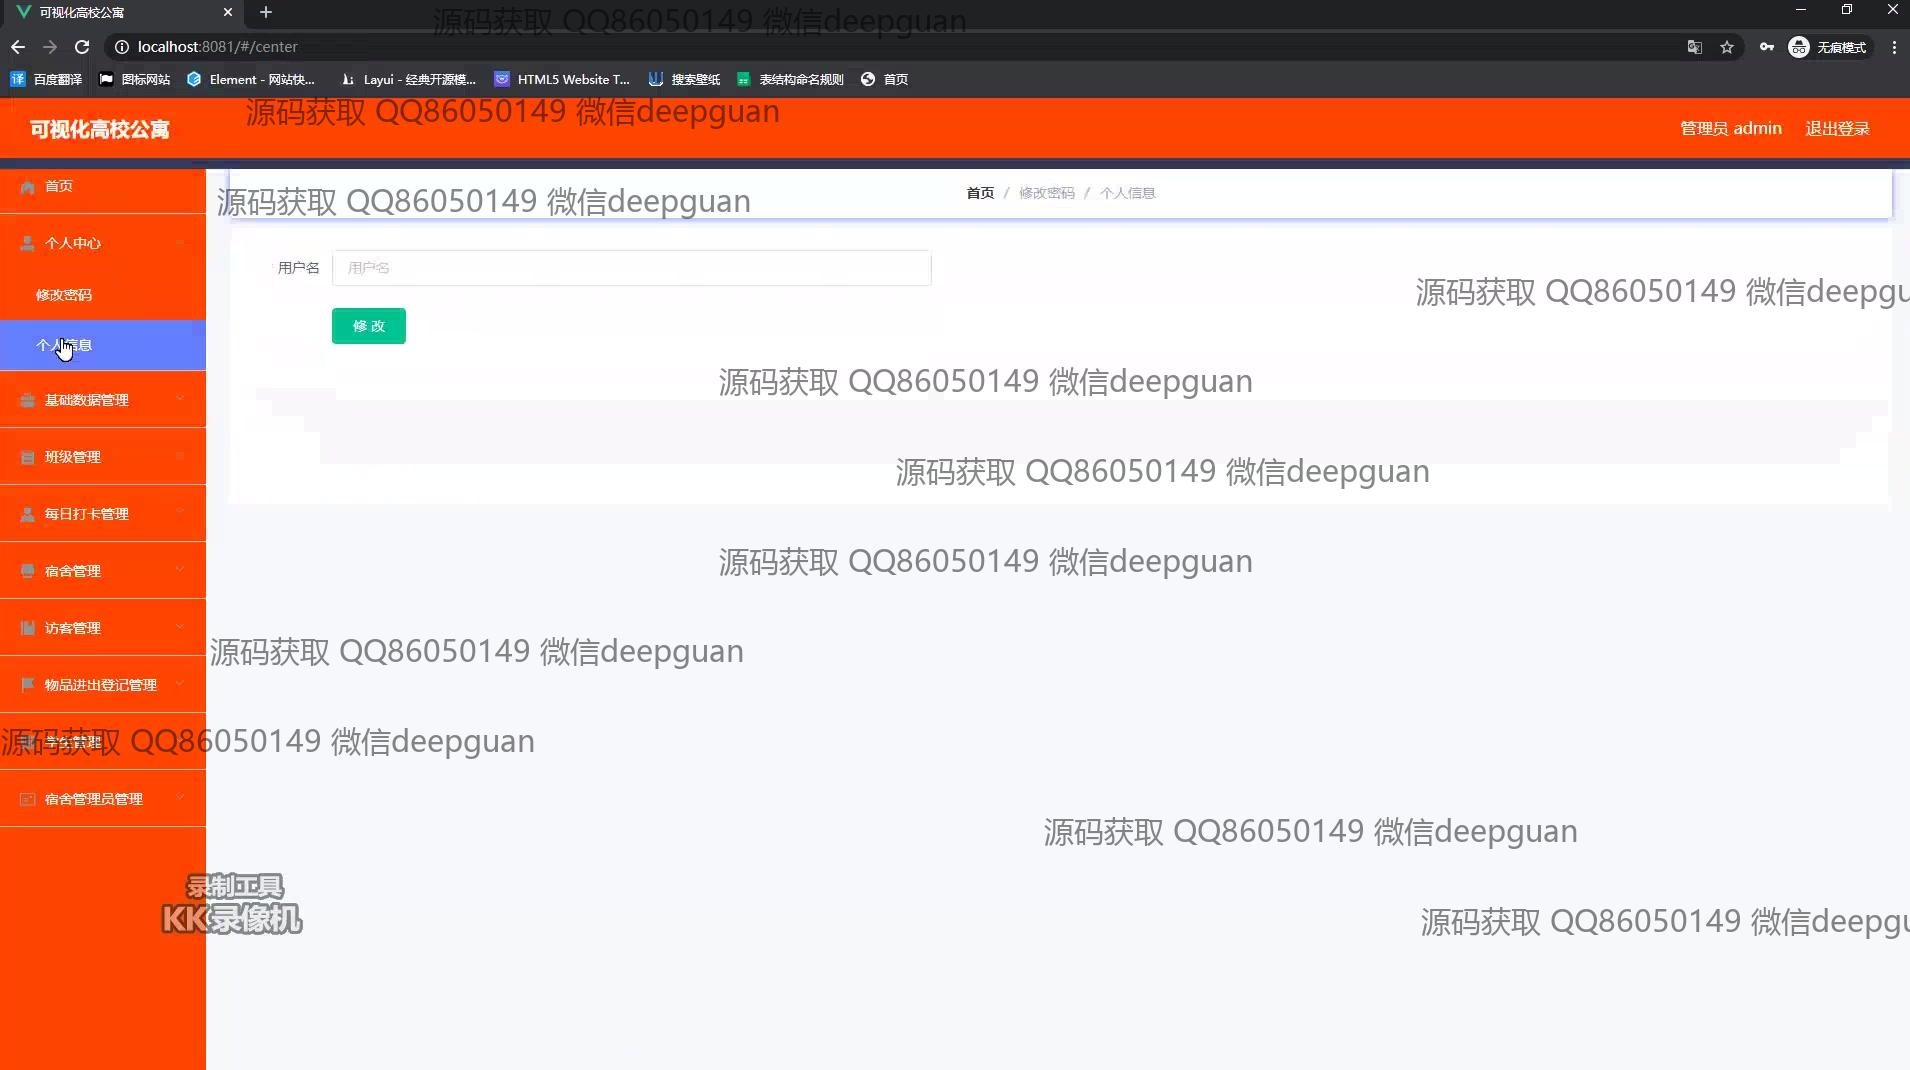 可视化高校公寓
源码获取 QQ86050149 微信deepguan
localhost:8081/#/center
无痕模式
百度翻译
图标网站
Element - 网站快...
Layui - 经典开源模...
HTML5 Website T...
搜索壁纸
表结构命名规则
首页
源码获取 QQ86050149 微信deepguan
可视化高校公寓
管理员 admin
退出登录
首页
源码获取 QQ86050149 微信deepguan
首页 / 修改密码 / 个人信息
个人中心
用户名
用户名
修改密码
源码获取 QQ86050149 微信deepgu
修 改
个人信息
源码获取 QQ86050149 微信deepguan
基础数据管理
班级管理
源码获取 QQ86050149 微信deepguan
每日打卡管理
源码获取 QQ86050149 微信deepguan
宿舍管理
访客管理
源码获取 QQ86050149 微信deepguan
物品进出登记管理
学生管理
源码获取 QQ86050149 微信deepguan
宿舍管理员管理
源码获取 QQ86050149 微信deepguan
录制工具
KK录像机
源码获取 QQ86050149 微信deepgu